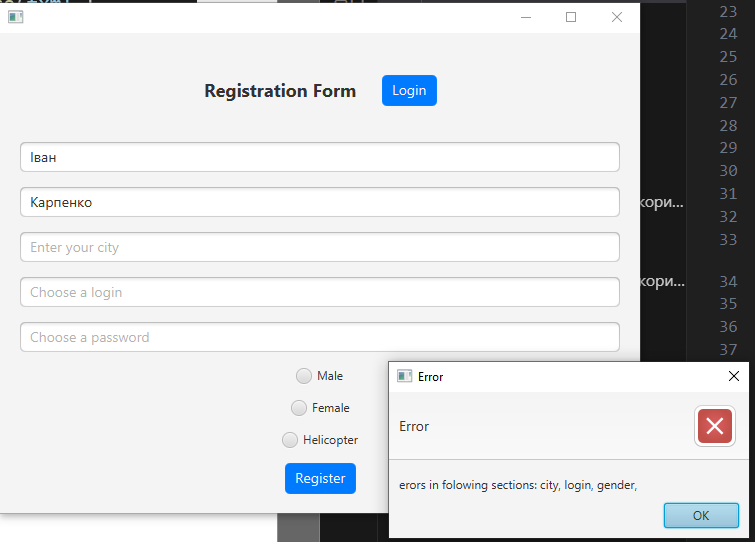 Registration Form
Login
Іван
Карпенко
Enter your city
Choose a login
Choose a password
Male
Female
Helicopter
Register
Error
Error
erors in folowing sections: city, login, gender,
OK
кори...
кори...
23
24
25
26
27
28
29
30
31
32
33
34
35
36
37